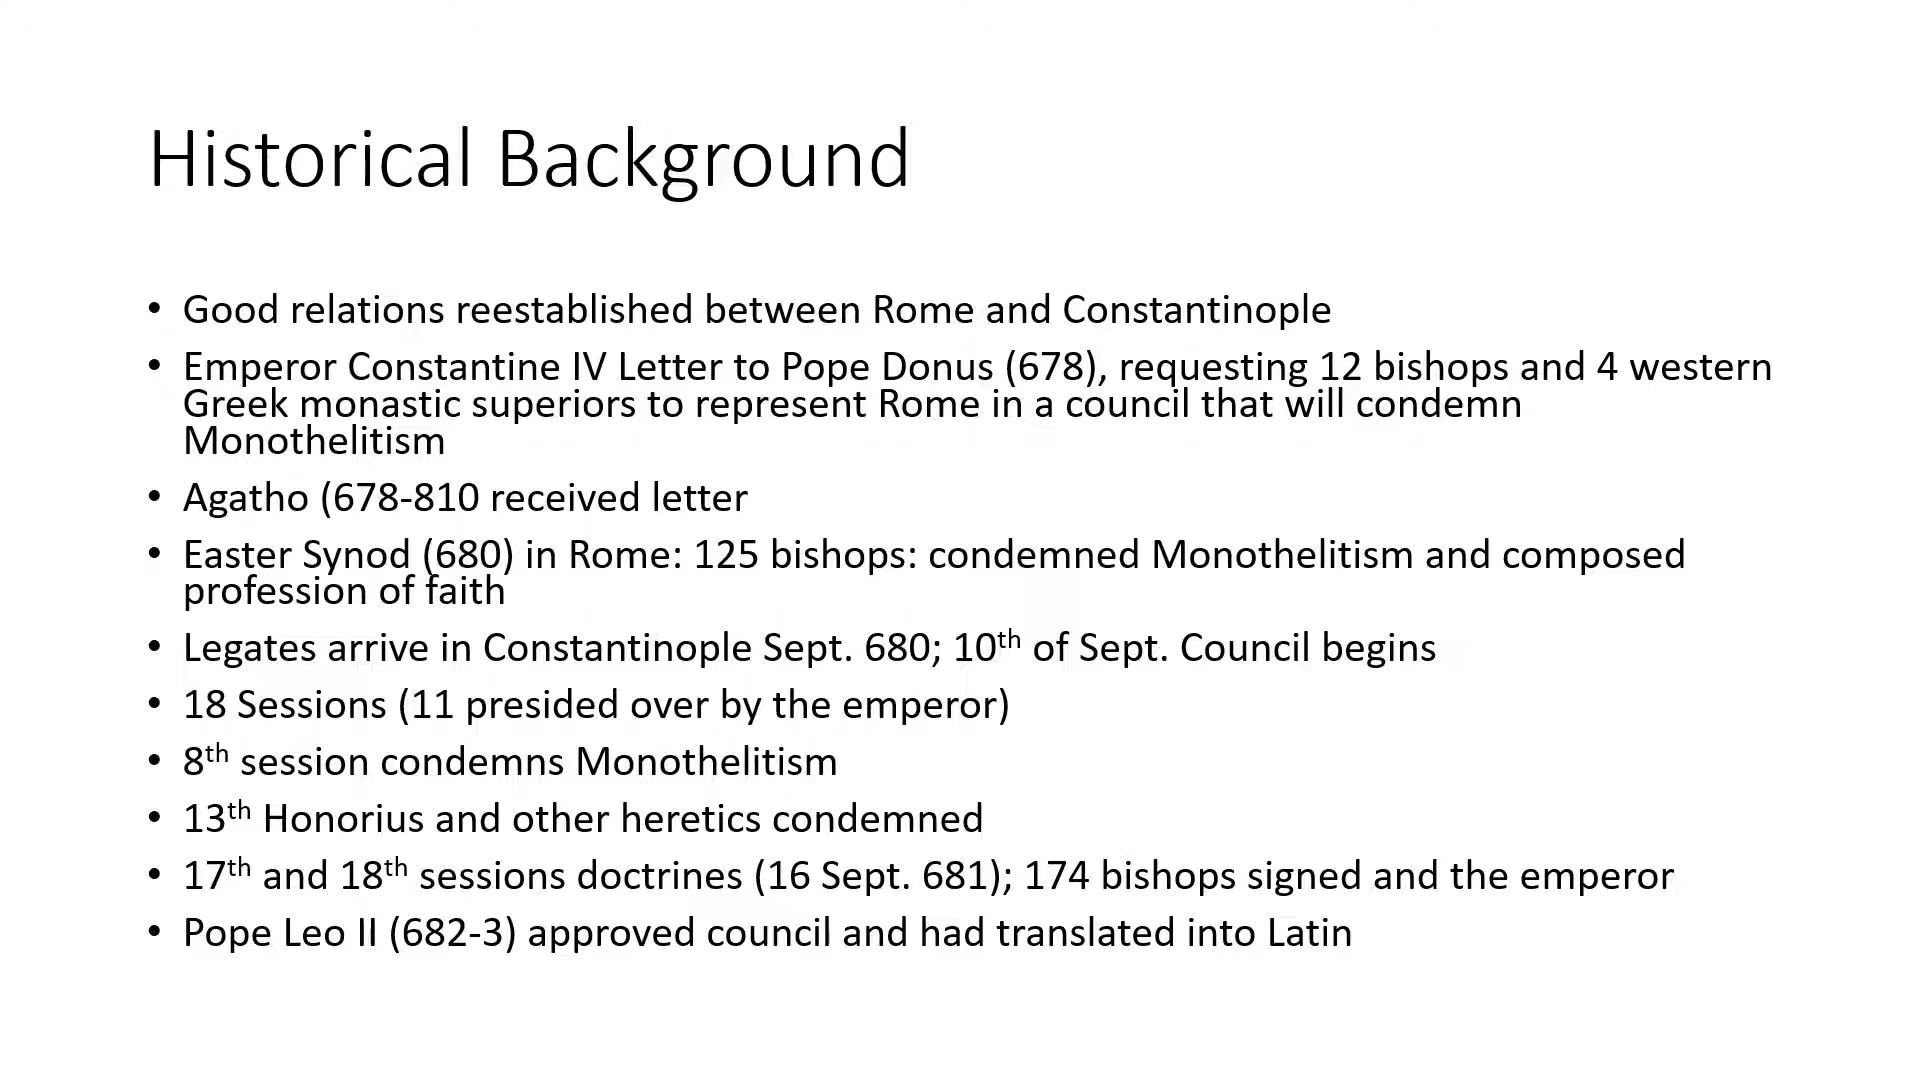 Historical Background
• Good relations reestablished between Rome and Constantinople
• Emperor Constantine IV Letter to Pope Donus (678), requesting 12 bishops and 4 western
Greek monastic superiors to represent Rome in a council that will condemn
Monothelitism
• Agatho (678-810 received letter
• Easter Synod (680) in Rome: 125 bishops: condemned Monothelitism and composed
profession of faith
• Legates arrive in Constantinople Sept. 680; 10th of Sept. Council begins
• 18 Sessions (11 presided over by the emperor)
• 8th session condemns Monothelitism
• 13th Honorius and other heretics condemned
• 17th and 18th sessions doctrines (16 Sept. 681); 174 bishops signed and the emperor
• Pope Leo II (682-3) approved council and had translated into Latin